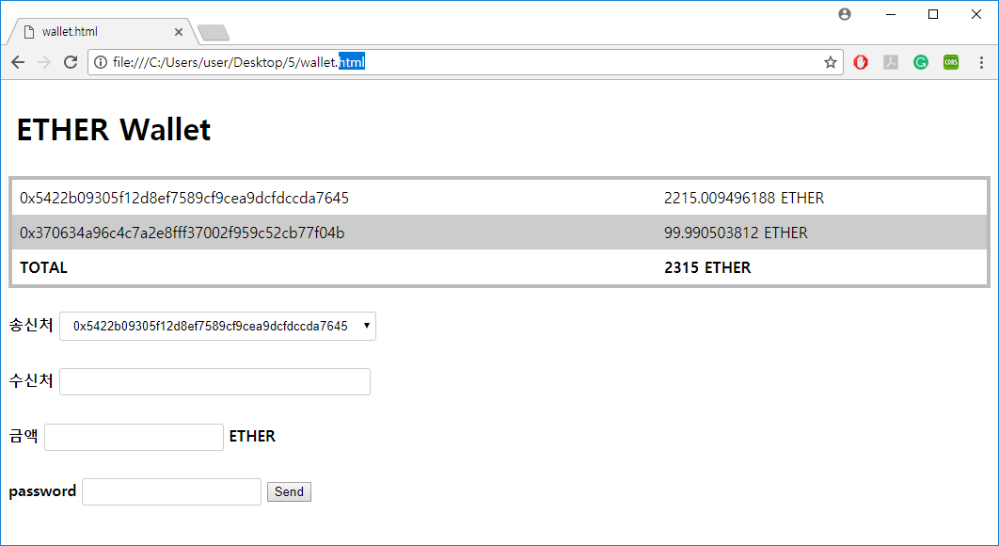 wallet.html
file:///C:/Users/user/Desktop/5/wallet.html
CORS
ETHER Wallet
0x5422b09305f12d8ef7589cf9cea9dcfdccda7645 2215.009496188 ETHER
0x370634a96c4c7a2e8fff37002f959c52cb77f04b 99.990503812 ETHER
TOTAL 2315 ETHER
송신처 0x5422b09305f12d8ef7589cf9cea9dcfdccda7645
수신처
금액 ETHER
password Send